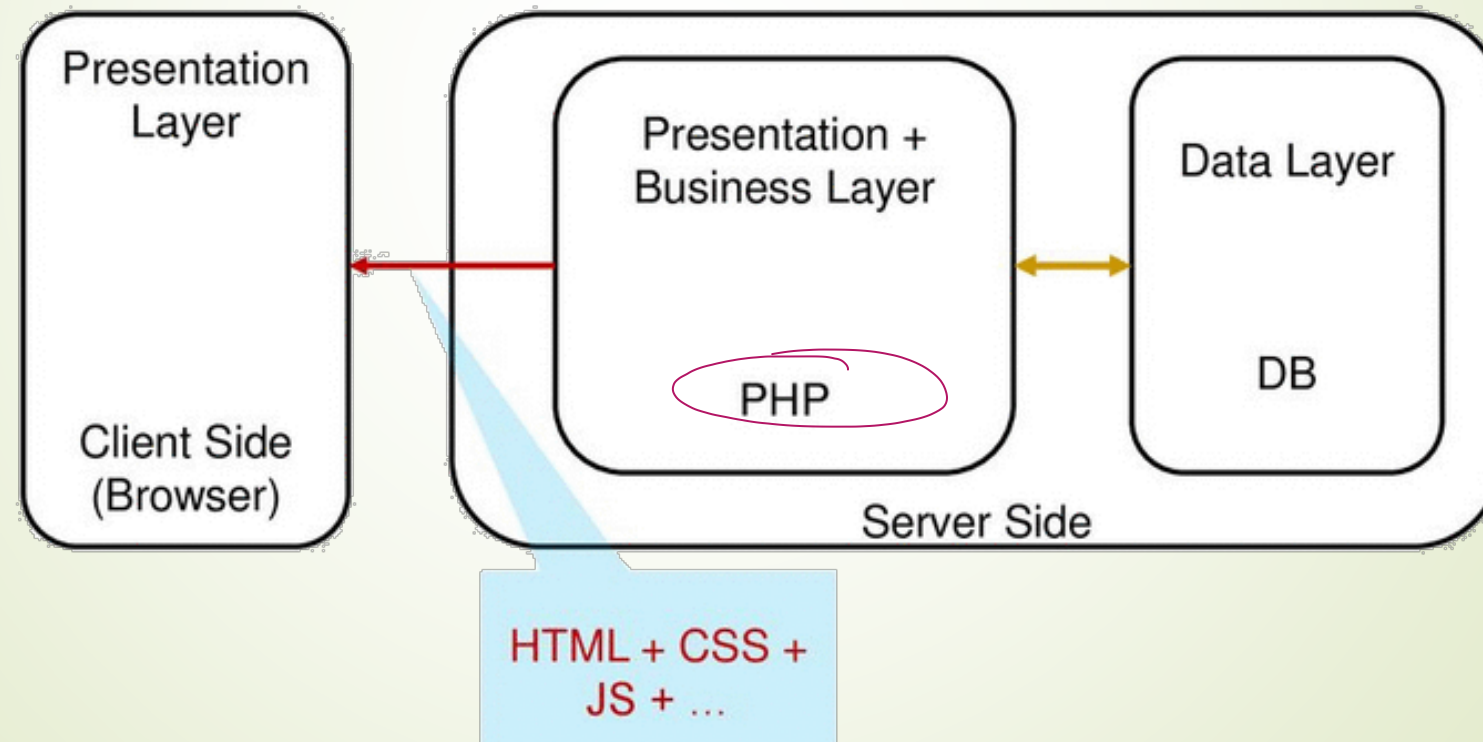 Presentation
Layer
Client Side
(Browser)
Presentation +
Business Layer
PHP
Data Layer
DB
Server Side
HTML + CSS +
JS + ...